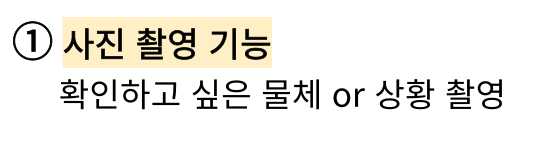 ① 사진 촬영 기능
확인하고 싶은 물체 or 상황 촬영